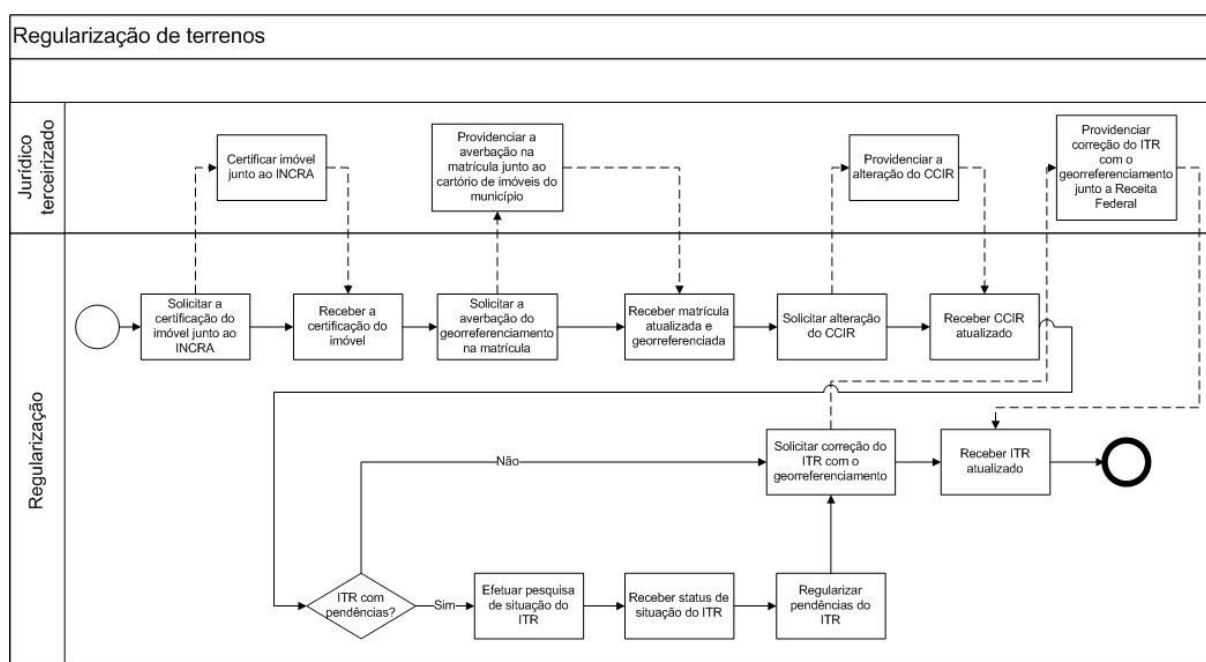 Regularização de terrenos
Jurídico
terceirizado
Certificar imóvel
junto ao INCRA
Providenciar a
averbação na
matrícula junto ao
cartório de imóveis do
município
Providenciar a
alteração do CCIR
Providenciar
correção do ITR
com o
georreferenciamento
junto a Receita
Federal
Regularização
Solicitar a
certificação do
imóvel junto ao
INCRA
Receber a
certificação do
imóvel
Solicitar a
averbação do
georreferenciamento
na matrícula
Receber matrícula
atualizada e
georreferenciada
Solicitar alteração
do CCIR
Receber CCIR
atualizado
Não
Solicitar correção do
ITR com o
georreferenciamento
Receber ITR
atualizado
ITR com
pendências?
Sim
Efetuar pesquisa
de situação do
ITR
Receber status de
situação do ITR
Regularizar
pendências do
ITR